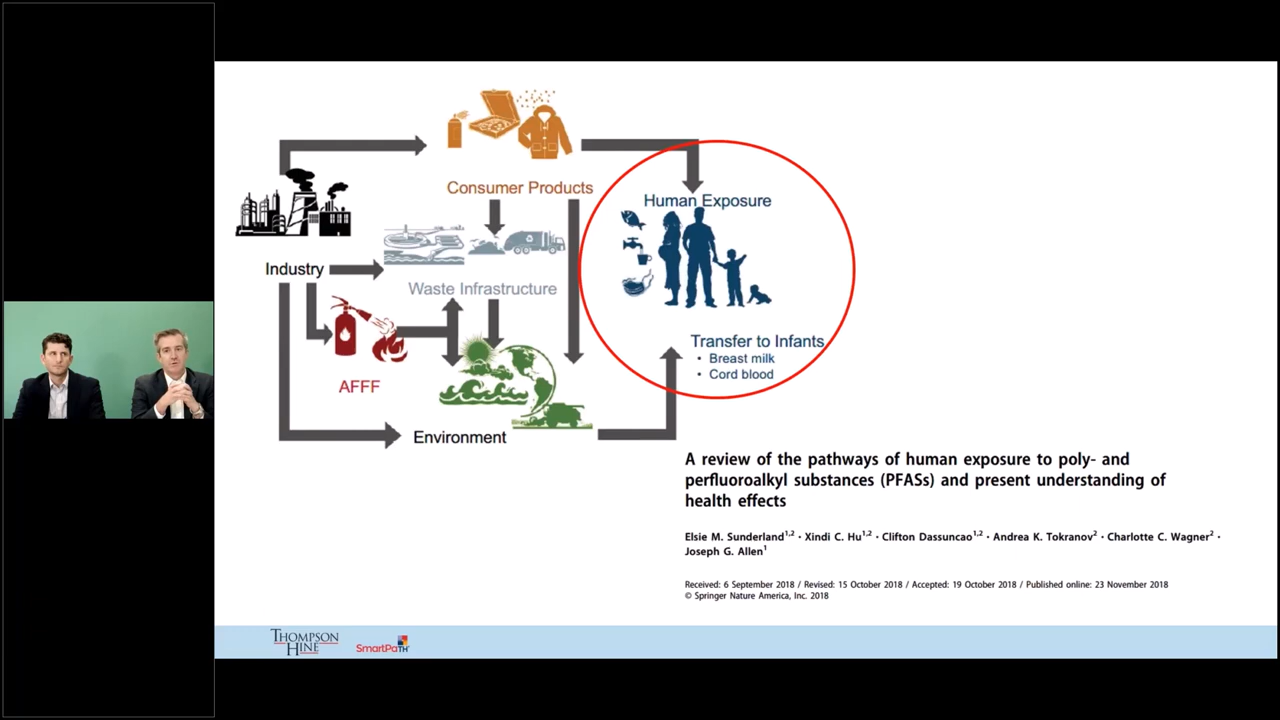 Consumer Products
Human Exposure
Industry
Waste Infrastructure
Transfer to Infants
• Breast milk
• Cord blood
AFFF
Environment
A review of the pathways of human exposure to poly- and
perfluoroalkyl substances (PFASs) and present understanding of
health effects
Elsie M. Sunderland1,2 · Xindi C. Hu1,2 · Clifton Dassuncao1,2 · Andrea K. Tokranov2 · Charlotte C. Wagner2 ·
Joseph G. Allen1
Received: 6 September 2018 / Revised: 15 October 2018 / Accepted: 19 October 2018 / Published online: 23 November 2018
© Springer Nature America, Inc. 2018
THOMPSON
HINE
SmartPaTH